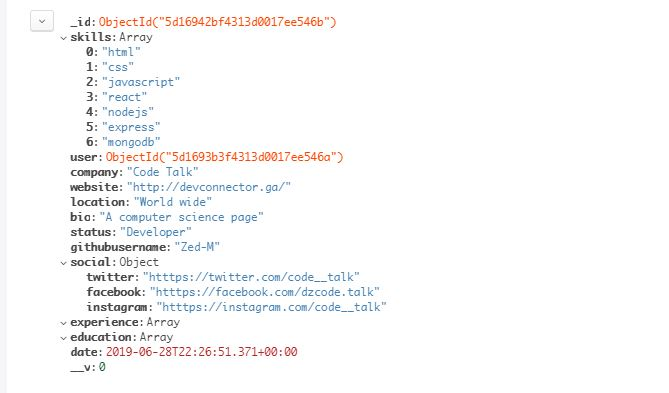 _id: ObjectId("5d16942bf4313d0017ee546b")
skills: Array
0: "html"
1: "css"
2: "javascript"
3: "react"
4: "nodejs"
5: "express"
6: "mongodb"
user: ObjectId("5d1693b3f4313d0017ee546a")
company: "Code Talk"
website: "http://devconnector.ga/"
location: "World wide"
bio: "A computer science page"
status: "Developer"
githubusername: "Zed-M"
social: Object
twitter: "htttps://twitter.com/code__talk"
facebook: "htttps://facebook.com/dzcode.talk"
instagram: "htttps://instagram.com/code__talk"
experience: Array
education: Array
date: 2019-06-28T22:26:51.371+00:00
__v: 0